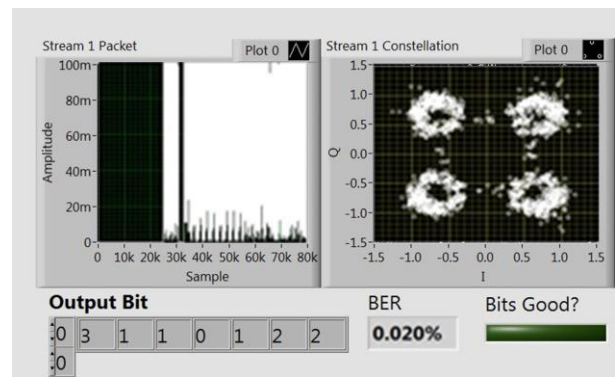 Stream 1 Packet
Plot 0
100m
80m
60m
40m
20m
0
Amplitude
0 10k 20k 30k 40k 50k 60k 70k 80k
Sample
Stream 1 Constellation
Plot 0
1.5
1.0
0.5
0.0
-0.5
-1.0
-1.5
Q
-1.5 -1.0 -0.5 0.0 0.5 1.0 1.5
I
Output Bit
0 3 1 1 0 1 2 2
0
BER
0.020%
Bits Good?